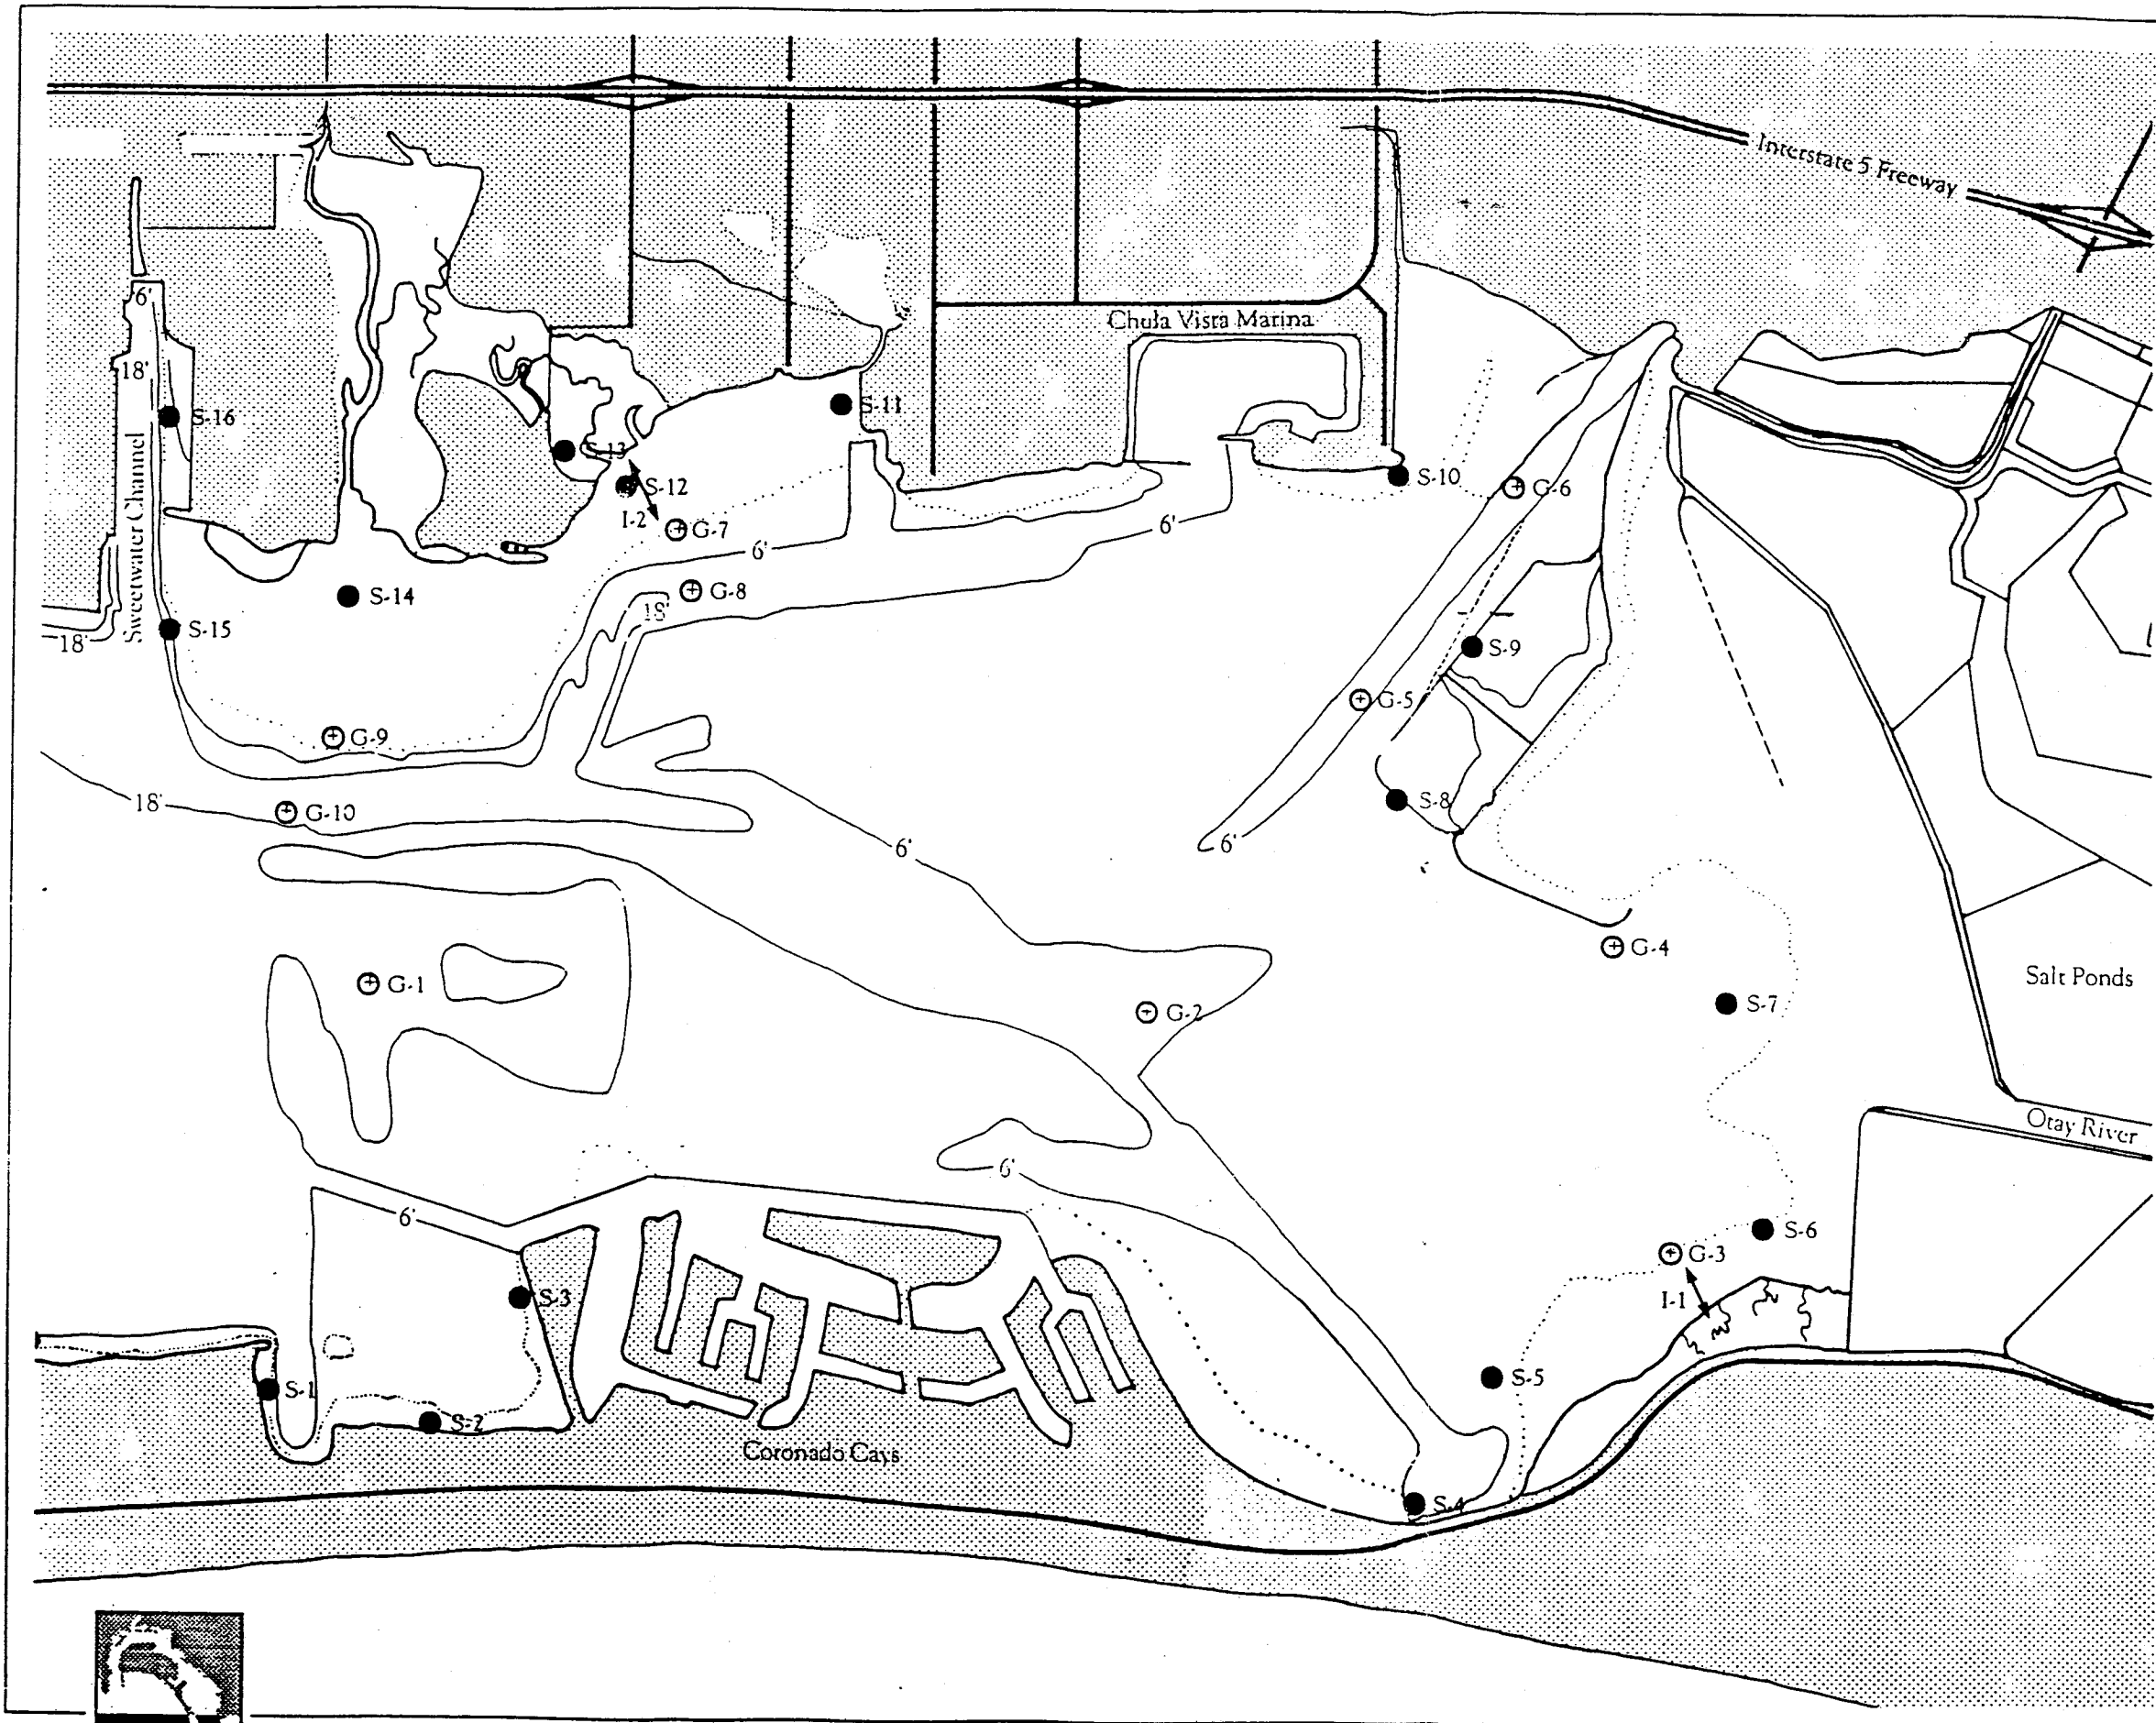 Interstate 5 Freeway
6'
Chula Vista Marina
18'
S-16
S-11
Sweetwater Channel
S-13
S-12
S-10
G-6
I-2
G-7
6'
6'
G-8
18'
S-14
S-15
18'
S-9
G-5
G-9
18'
G-10
S-8
6'
6'
G-4
G-1
Salt Ponds
S-7
G-2
Otay River
6'
6'
S-6
G-3
I-1
S-3
S-5
S-1
S-2
Coronado Cays
S-4